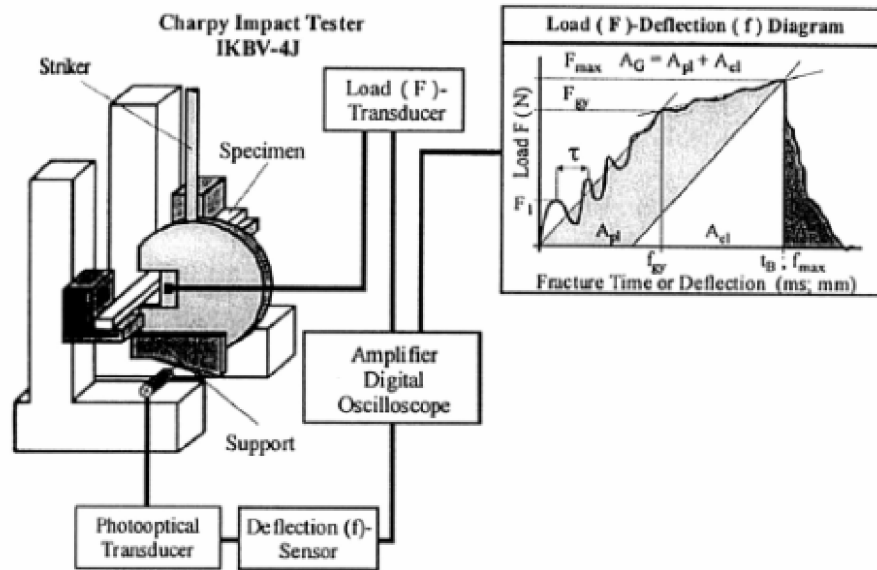 Charpy Impact Tester
IKBV-4J
Striker
Load ( F )-
Transducer
Specimen
Amplifier
Digital
Oscilloscope
Support
Photooptical
Transducer
Deflection (f)-
Sensor
Load ( F )-Deflection ( f ) Diagram
F_max A_G = A_pl + A_el
F_gy
Load F (N)
τ
F_1
A_pl A_el
f_gy t_B ; f_max
Fracture Time or Deflection (ms; mm)